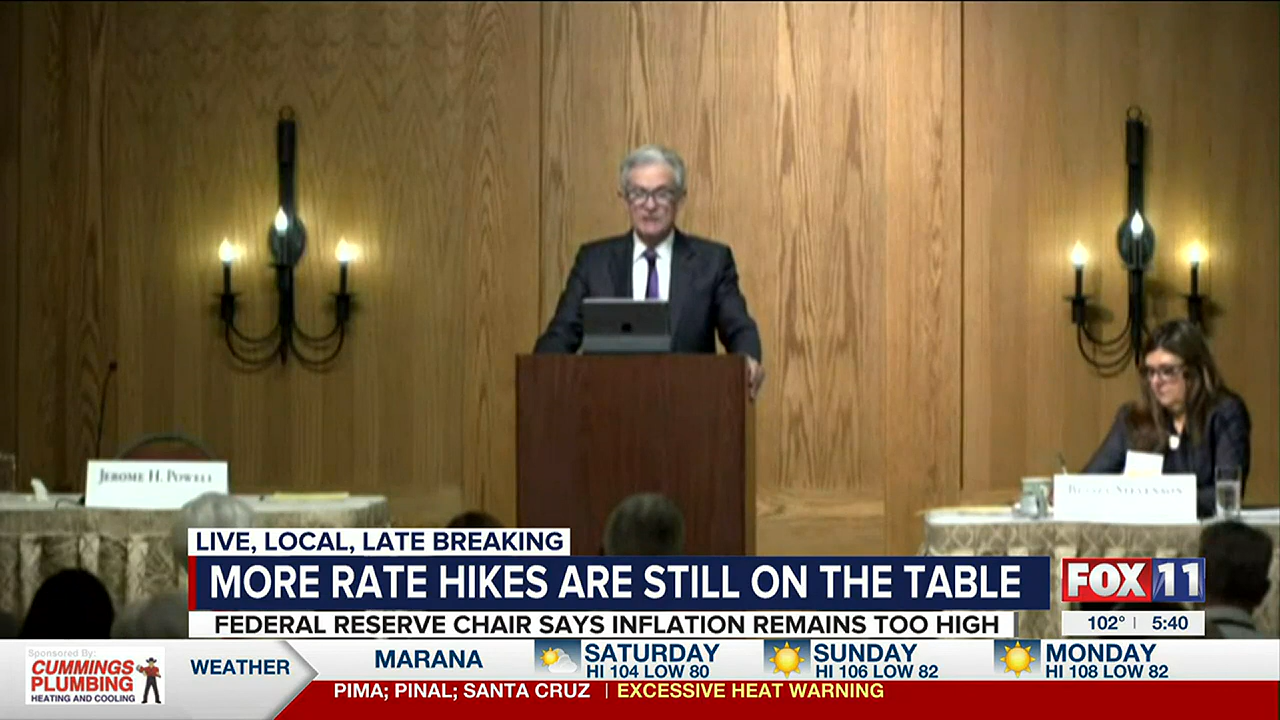 JEROME H. POWELL
STEVENSON
LIVE, LOCAL, LATE BREAKING
MORE RATE HIKES ARE STILL ON THE TABLE
FEDERAL RESERVE CHAIR SAYS INFLATION REMAINS TOO HIGH
FOX 11
102° | 5:40
Sponsored By:
CUMMINGS
PLUMBING
HEATING AND COOLING
WEATHER
MARANA
SATURDAY
HI 104 LOW 80
SUNDAY
HI 106 LOW 82
MONDAY
HI 108 LOW 82
PIMA; PINAL; SANTA CRUZ | EXCESSIVE HEAT WARNING